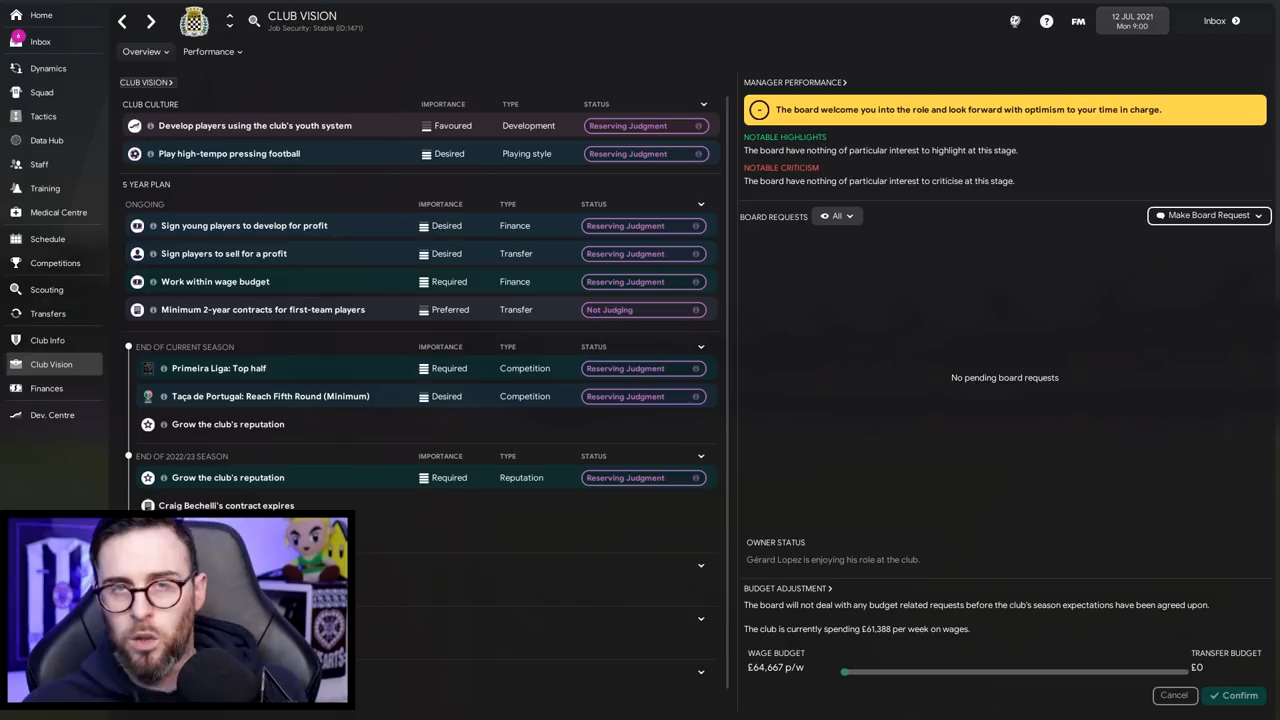 Home
6
Inbox
Dynamics
Squad
Tactics
Data Hub
Staff
Training
Medical Centre
Schedule
Competitions
Scouting
Transfers
Club Info
Club Vision
Finances
Dev. Centre
CLUB VISION
Job Security: Stable (ID:1471)
? FM
12 JUL 2021
Mon 9:00
Inbox
Overview Performance
CLUB VISION
CLUB CULTURE IMPORTANCE TYPE STATUS
Develop players using the club's youth system Favoured Development Reserving Judgment
Play high-tempo pressing football Desired Playing style Reserving Judgment
5 YEAR PLAN
ONGOING IMPORTANCE TYPE STATUS
Sign young players to develop for profit Desired Finance Reserving Judgment
Sign players to sell for a profit Desired Transfer Reserving Judgment
Work within wage budget Required Finance Reserving Judgment
Minimum 2-year contracts for first-team players Preferred Transfer Not Judging
END OF CURRENT SEASON IMPORTANCE TYPE STATUS
Primeira Liga: Top half Required Competition Reserving Judgment
Taça de Portugal: Reach Fifth Round (Minimum) Desired Competition Reserving Judgment
Grow the club's reputation
END OF 2022/23 SEASON IMPORTANCE TYPE STATUS
Grow the club's reputation Required Reputation Reserving Judgment
Craig Bechelli's contract expires
MANAGER PERFORMANCE
The board welcome you into the role and look forward with optimism to your time in charge.
NOTABLE HIGHLIGHTS
The board have nothing of particular interest to highlight at this stage.
NOTABLE CRITICISM
The board have nothing of particular interest to criticise at this stage.
BOARD REQUESTS All Make Board Request
No pending board requests
OWNER STATUS
Gérard Lopez is enjoying his role at the club.
BUDGET ADJUSTMENT
The board will not deal with any budget related requests before the club's season expectations have been agreed upon.
The club is currently spending £61,388 per week on wages.
WAGE BUDGET TRANSFER BUDGET
£64,667 p/w £0
Cancel Confirm